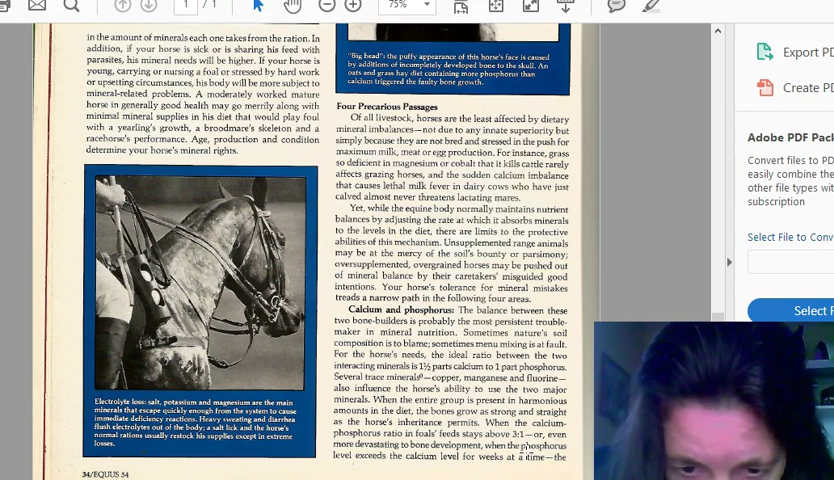 1 / 1
75%
in the amount of minerals each one takes from the ration. In
addition, if your horse is sick or is sharing his feed with
parasites, his mineral needs will be higher. If your horse is
young, carrying or nursing a foal or stressed by hard work
or upsetting circumstances, his body will be more subject to
mineral-related problems. A moderately worked mature
horse in generally good health may go merrily along with
minimal mineral supplies in his diet that would play foul
with a yearling's growth, a broodmare's skeleton and a
racehorse's performance. Age, production and condition
determine your horse's mineral rights.
Electrolyte loss: salt, potassium and magnesium are the main
minerals that escape quickly enough from the system to cause
immediate deficiency reactions. Heavy sweating and diarrhea
flush electrolytes out of the body; a salt lick and the horse's
normal rations usually restock his supplies except in extreme
losses.
34/EQUUS 54
"Big head": the puffy appearance of this horse's face is caused
by additions of incompletely developed bone to the skull. An
oats and grass hay diet containing more phosphorus than
calcium triggered the faulty bone growth.
Four Precarious Passages
Of all livestock, horses are the least affected by dietary
mineral imbalances—not due to any innate superiority but
simply because they are not bred and stressed in the push for
maximum milk, meat or egg production. For instance, grass
so deficient in magnesium or cobalt that it kills cattle rarely
affects grazing horses, and the sudden calcium imbalance
that causes lethal milk fever in dairy cows who have just
calved almost never threatens lactating mares.
Yet, while the equine body normally maintains nutrient
balances by adjusting the rate at which it absorbs minerals
to the levels in the diet, there are limits to the protective
abilities of this mechanism. Unsupplemented range animals
may be at the mercy of the soil's bounty or parsimony;
oversupplemented, overgrained horses may be pushed out
of mineral balance by their caretakers' misguided good
intentions. Your horse's tolerance for mineral mistakes
treads a narrow path in the following four areas.
Calcium and phosphorus: The balance between these
two bone-builders is probably the most persistent trouble-
maker in mineral nutrition. Sometimes nature's soil
composition is to blame; sometimes menu mixing is at fault.
For the horse's needs, the ideal ratio between the two
interacting minerals is 1½ parts calcium to 1 part phosphorus.
Several trace minerals—copper, manganese and fluorine—
also influence the horse's ability to use the two major
minerals. When the entire group is present in harmonious
amounts in the diet, the bones grow as strong and straight
as the horse's inheritance permits. When the calcium-
phosphorus ratio in foals' feeds stays above 3:1—or, even
more devastating to bone development, when the phosphorus
level exceeds the calcium level for weeks at a time—the
Export PD
Create PD
Adobe PDF Pack
Convert files to PD
easily combine the
other file types wit
subscription
Select File to Conv
Select F